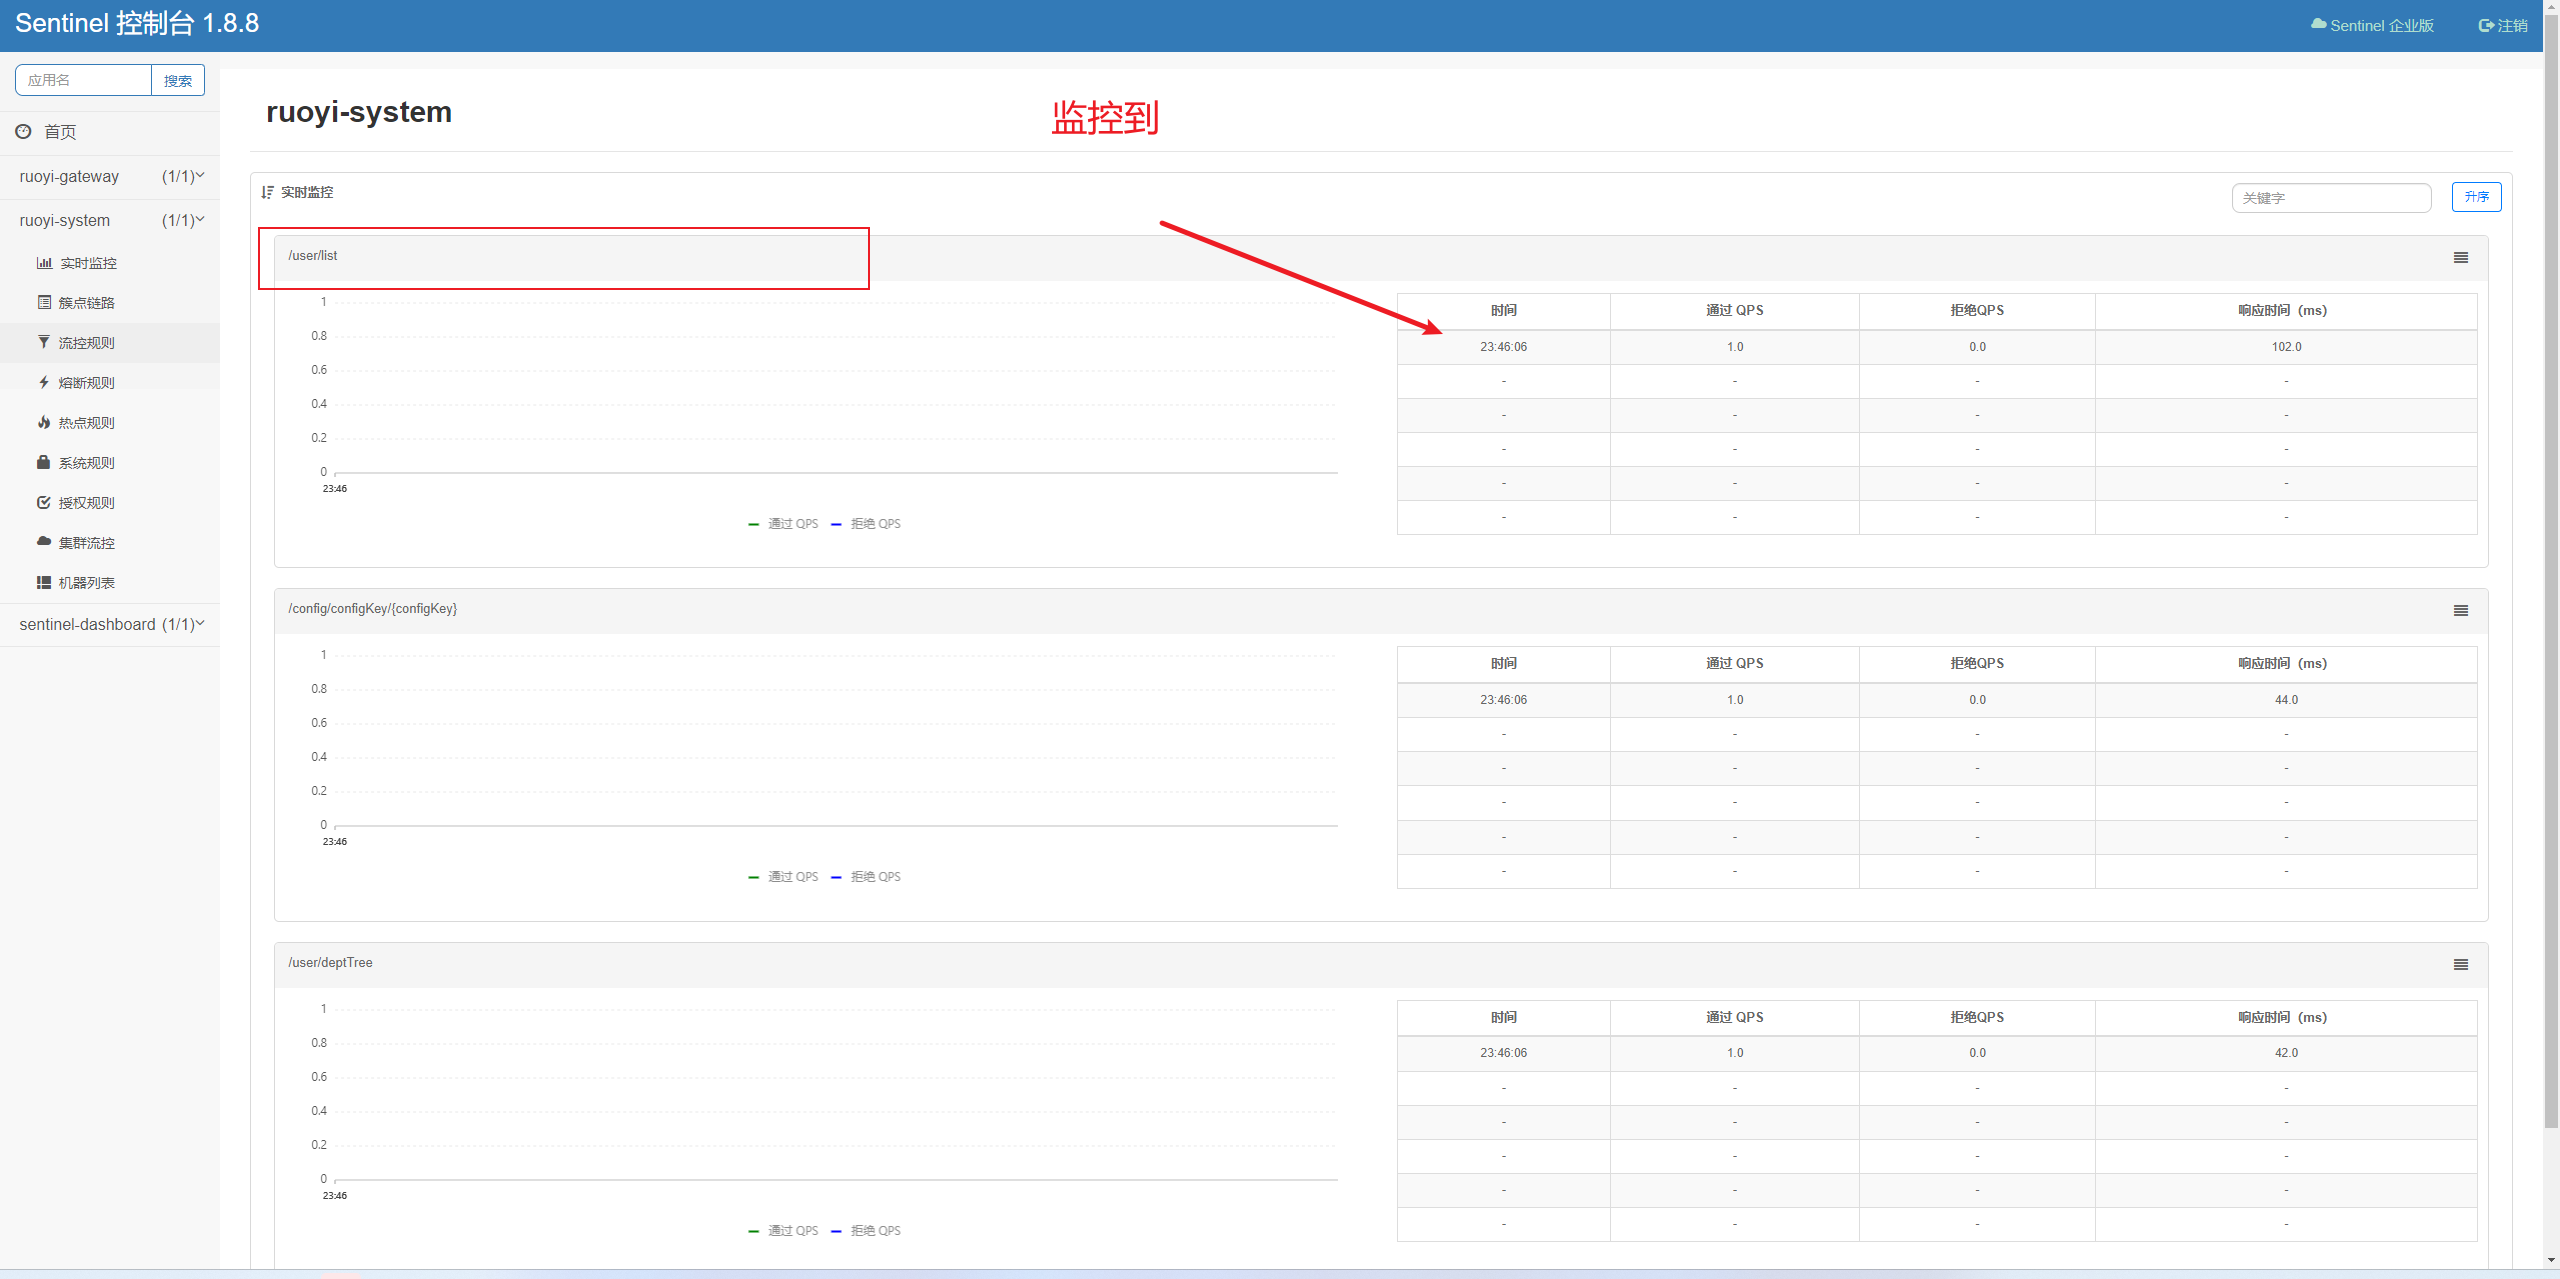 Sentinel 控制台 1.8.8
Sentinel 企业版
注销
应用名
搜索
首页
ruoyi-gateway (1/1)
ruoyi-system (1/1)
实时监控
簇点链路
流控规则
熔断规则
热点规则
系统规则
授权规则
集群流控
机器列表
sentinel-dashboard (1/1)
ruoyi-system
监控到
实时监控
关键字
升序
/user/list
1
0.8
0.6
0.4
0.2
0
23:46
通过 QPS 拒绝 QPS
时间 通过 QPS 拒绝QPS 响应时间（ms）
23:46:06 1.0 0.0 102.0
- - - -
- - - -
- - - -
- - - -
- - - -
/config/configKey/{configKey}
1
0.8
0.6
0.4
0.2
0
23:46
通过 QPS 拒绝 QPS
时间 通过 QPS 拒绝QPS 响应时间（ms）
23:46:06 1.0 0.0 44.0
- - - -
- - - -
- - - -
- - - -
- - - -
/user/deptTree
1
0.8
0.6
0.4
0.2
0
23:46
通过 QPS 拒绝 QPS
时间 通过 QPS 拒绝QPS 响应时间（ms）
23:46:06 1.0 0.0 42.0
- - - -
- - - -
- - - -
- - - -
- - - -